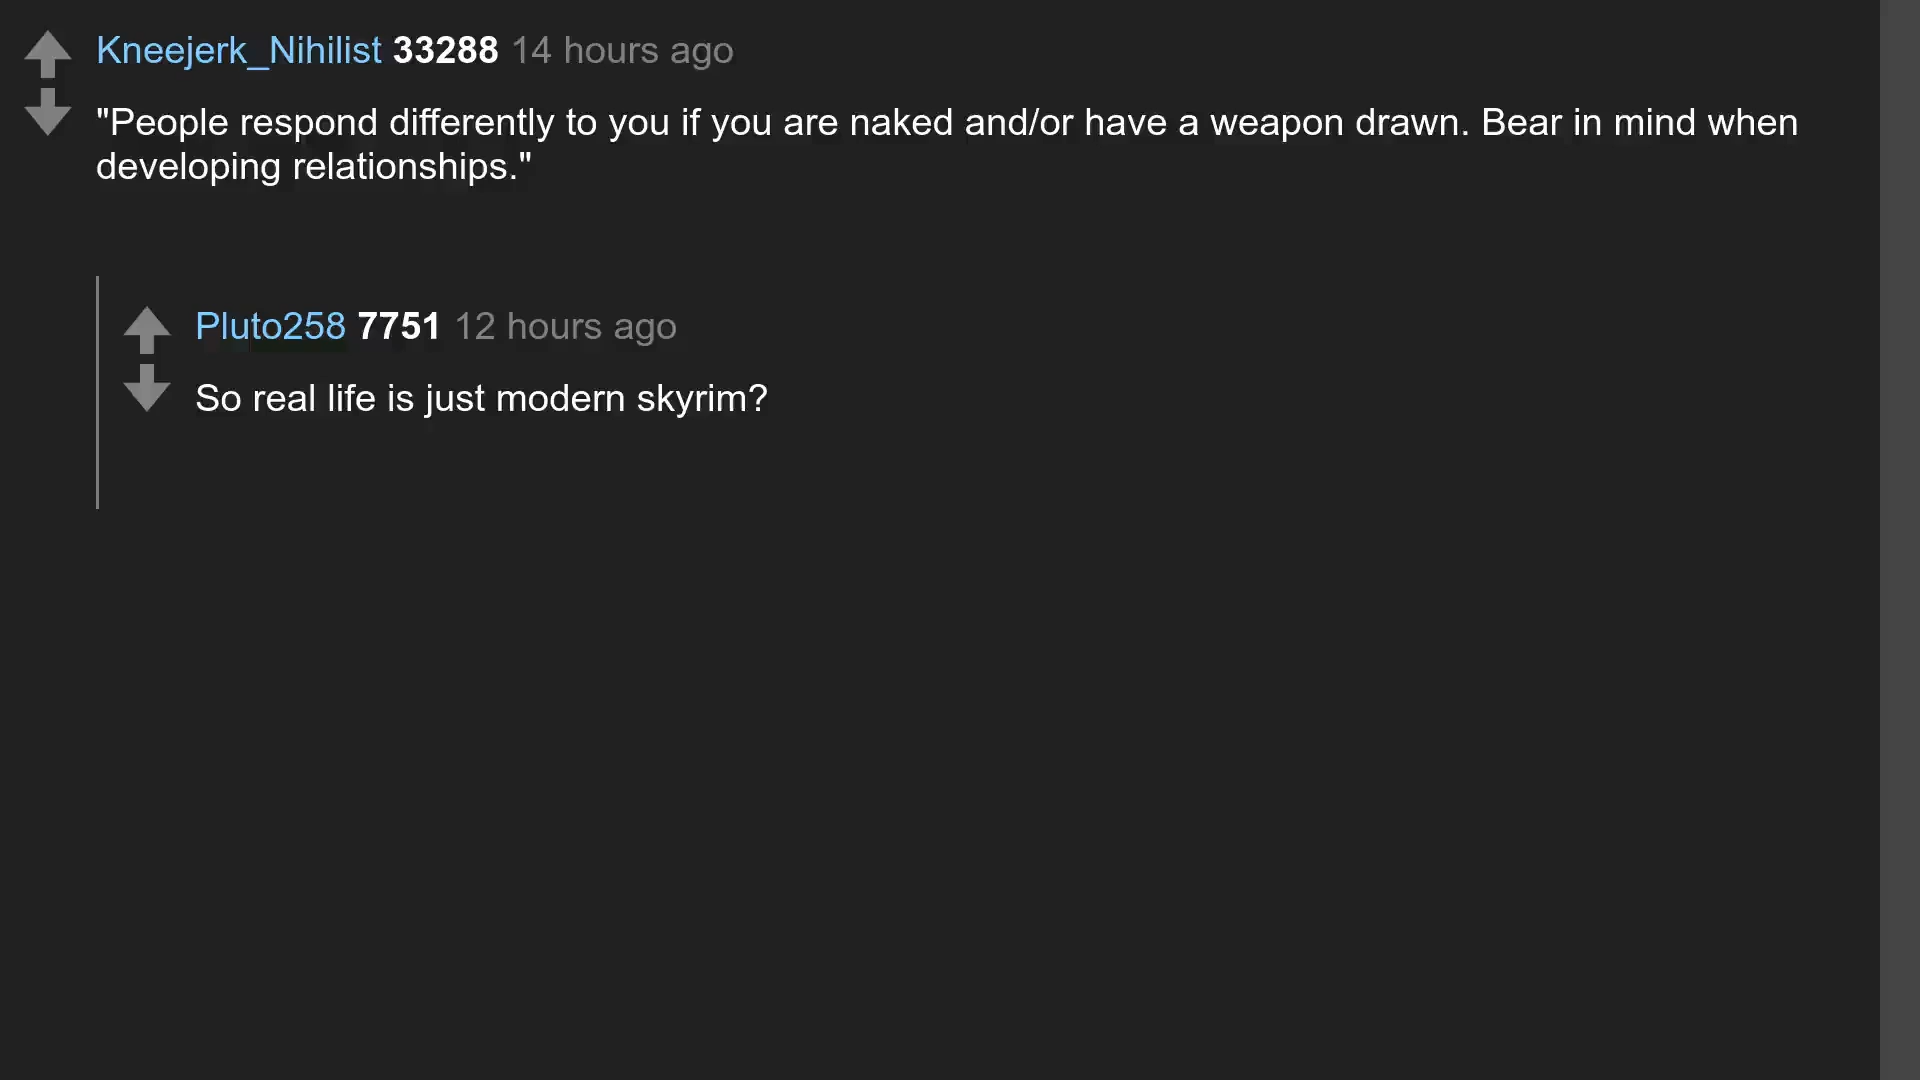 Kneejerk_Nihilist 33288 14 hours ago
"People respond differently to you if you are naked and/or have a weapon drawn. Bear in mind when
developing relationships."
Pluto258 7751 12 hours ago
So real life is just modern skyrim?